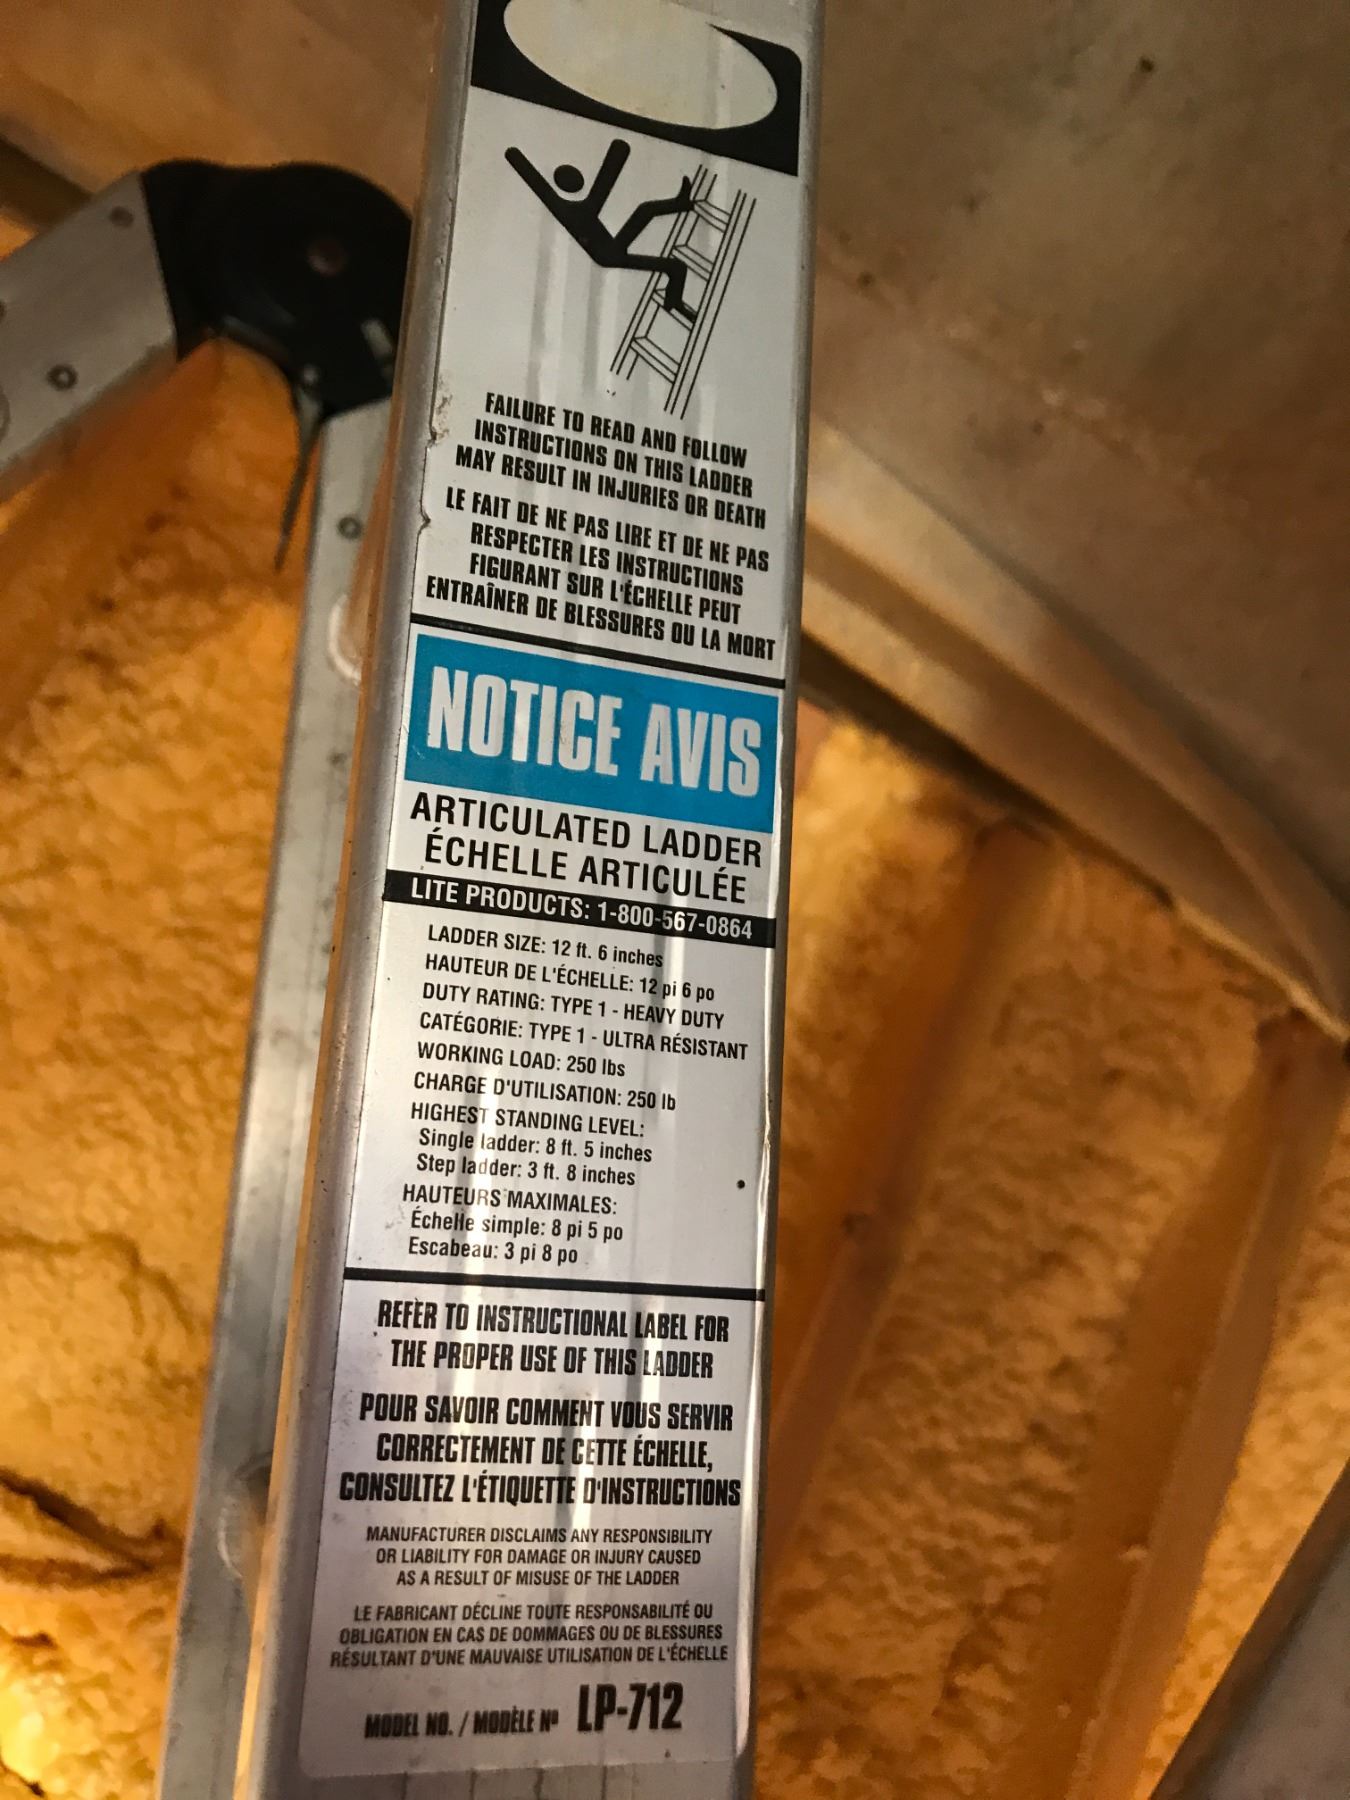 FAILURE TO READ AND FOLLOW
INSTRUCTIONS ON THIS LADDER
MAY RESULT IN INJURIES OR DEATH
LE FAIT DE NE PAS LIRE ET DE NE PAS
RESPECTER LES INSTRUCTIONS
FIGURANT SUR L'ÉCHELLE PEUT
ENTRAÎNER DE BLESSURES OU LA MORT
NOTICE AVIS
ARTICULATED LADDER
ÉCHELLE ARTICULÉE
LITE PRODUCTS: 1-800-567-0864
LADDER SIZE: 12 ft. 6 inches
HAUTEUR DE L'ÉCHELLE: 12 pi 6 po
DUTY RATING: TYPE 1 - HEAVY DUTY
CATÉGORIE: TYPE 1 - ULTRA RÉSISTANT
WORKING LOAD: 250 lbs
CHARGE D'UTILISATION: 250 lb
HIGHEST STANDING LEVEL:
Single ladder: 8 ft. 5 inches
Step ladder: 3 ft. 8 inches
HAUTEURS MAXIMALES:
Échelle simple: 8 pi 5 po
Escabeau: 3 pi 8 po
REFER TO INSTRUCTIONAL LABEL FOR
THE PROPER USE OF THIS LADDER
POUR SAVOIR COMMENT VOUS SERVIR
CORRECTEMENT DE CETTE ÉCHELLE,
CONSULTEZ L'ÉTIQUETTE D'INSTRUCTIONS
MANUFACTURER DISCLAIMS ANY RESPONSIBILITY
OR LIABILITY FOR DAMAGE OR INJURY CAUSED
AS A RESULT OF MISUSE OF THE LADDER
LE FABRICANT DÉCLINE TOUTE RESPONSABILITÉ OU
OBLIGATION EN CAS DE DOMMAGES OU DE BLESSURES
RÉSULTANT D'UNE MAUVAISE UTILISATION DE L'ÉCHELLE
MODEL NO. / MODÈLE Nº LP-712